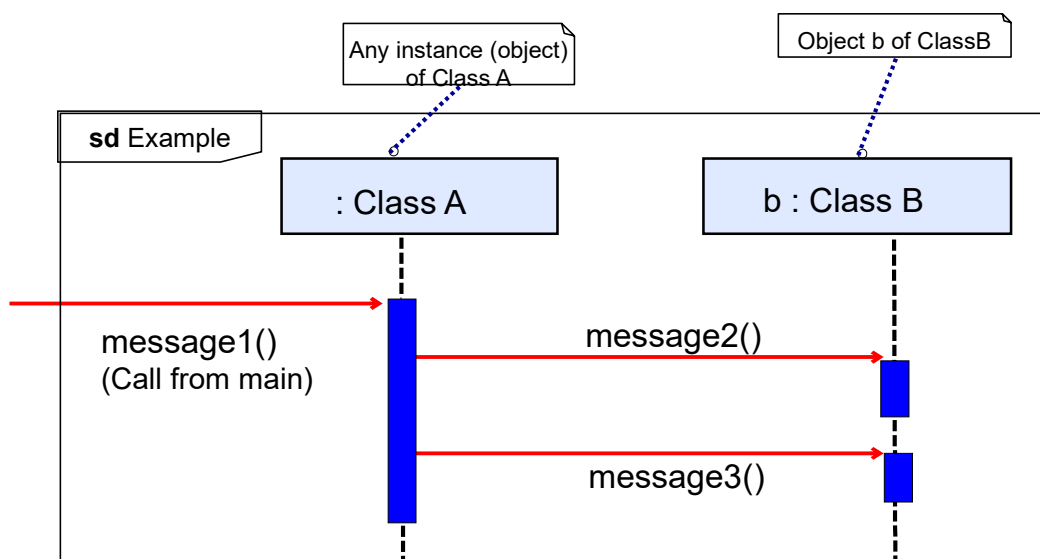 Any instance (object)
of Class A
Object b of ClassB
sd Example
: Class A
b : Class B
message1()
(Call from main)
message2()
message3()